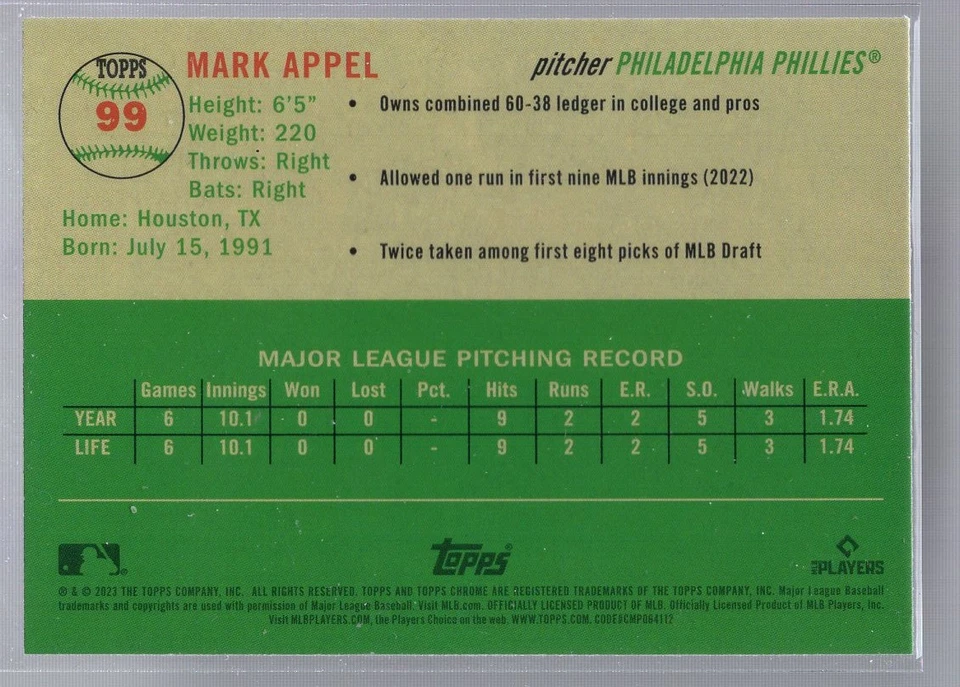 TOPPS
99
MARK APPEL
pitcher PHILADELPHIA PHILLIES®
Height: 6'5"
Weight: 220
Throws: Right
Bats: Right
Home: Houston, TX
Born: July 15, 1991
• Owns combined 60-38 ledger in college and pros
• Allowed one run in first nine MLB innings (2022)
• Twice taken among first eight picks of MLB Draft
MAJOR LEAGUE PITCHING RECORD
Games Innings Won Lost Pct. Hits Runs E.R. S.O. Walks E.R.A.
YEAR 6 10.1 0 0 - 9 2 2 5 3 1.74
LIFE 6 10.1 0 0 - 9 2 2 5 3 1.74
Topps®
MLB PLAYERS
® & © 2023 THE TOPPS COMPANY, INC. ALL RIGHTS RESERVED. TOPPS AND TOPPS CHROME ARE REGISTERED TRADEMARKS OF THE TOPPS COMPANY, INC. Major League Baseball
trademarks and copyrights are used with permission of Major League Baseball. Visit MLB.com. OFFICIALLY LICENSED PRODUCT OF MLB. Officially Licensed Product of MLB Players, Inc.
Visit MLBPLAYERS.COM, the Players Choice on the web. WWW.TOPPS.COM. CODE#CMP064112